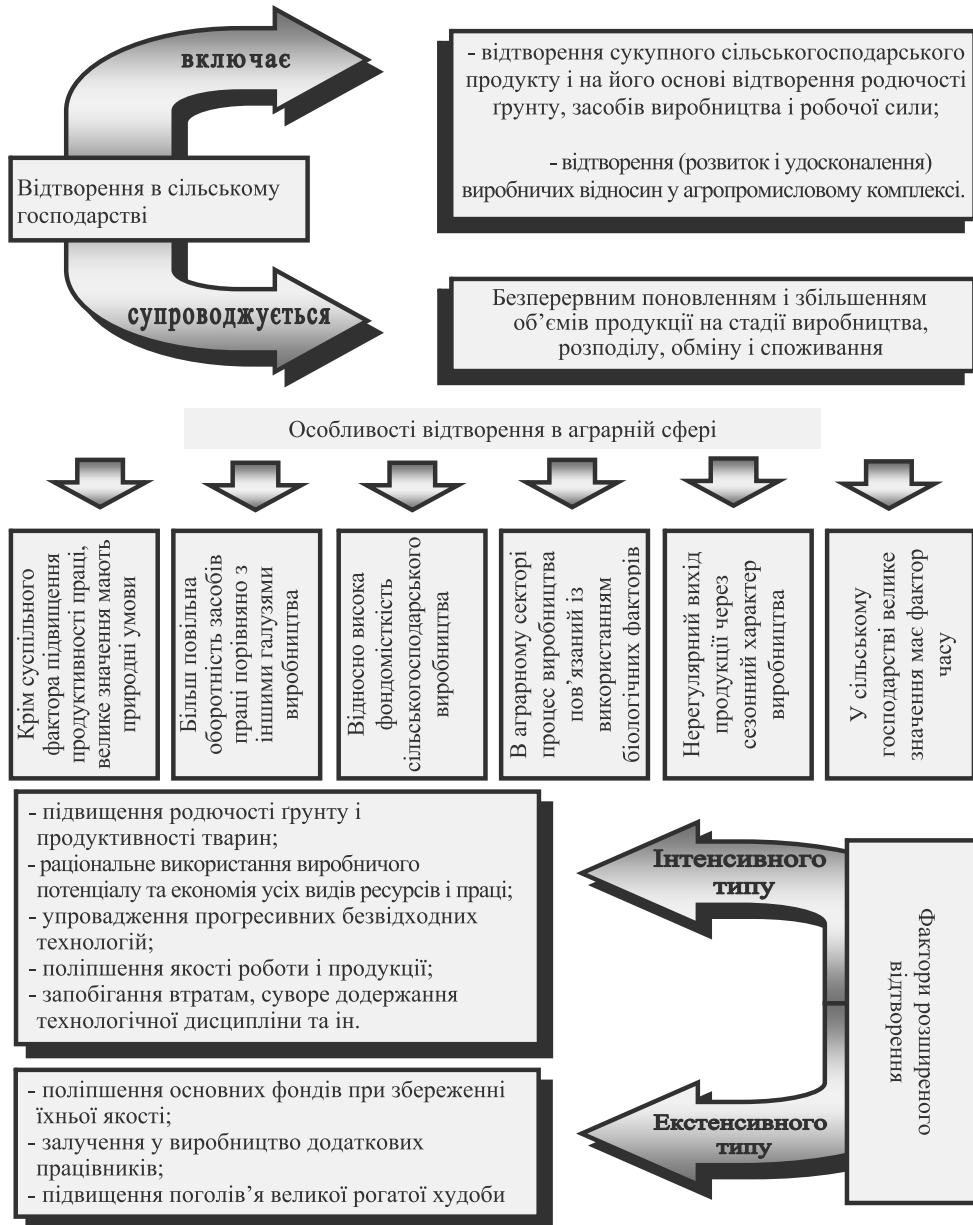 включає
- відтворення сукупного сільськогосподарського
продукту і на його основі відтворення родючості
ґрунту, засобів виробництва і робочої сили;
- відтворення (розвиток і удосконалення)
виробничих відносин у агропромисловому комплексі.
Відтворення в сільському
господарстві
супроводжується
Безперервним поновленням і збільшенням
об’ємів продукції на стадії виробництва,
розподілу, обміну і споживання
Особливості відтворення в аграрній сфері
Крім суспільного
фактора підвищення
продуктивності праці,
велике значення мають
природні умови
Більш повільна
оборотність засобів
праці порівняно з
іншими галузями
виробництва
Відносно висока
фондомісткість
сільськогосподарського
виробництва
В аграрному секторі
процес виробництва
пов’язаний із
використанням
біологічних факторів
Нерегулярний вихід
продукції через
сезонний характер
виробництва
У сільському
господарстві велике
значення має фактор
часу
- підвищення родючості ґрунту і
продуктивності тварин;
- раціональне використання виробничого
потенціалу та економія усіх видів ресурсів і праці;
- упровадження прогресивних безвідходних
технологій;
- поліпшення якості роботи і продукції;
- запобігання втратам, суворе додержання
технологічної дисципліни та ін.
Інтенсивного
типу
Фактори розширеного
відтворення
- поліпшення основних фондів при збереженні
їхньої якості;
- залучення у виробництво додаткових
працівників;
- підвищення поголів’я великої рогатої худоби
Екстенсивного
типу